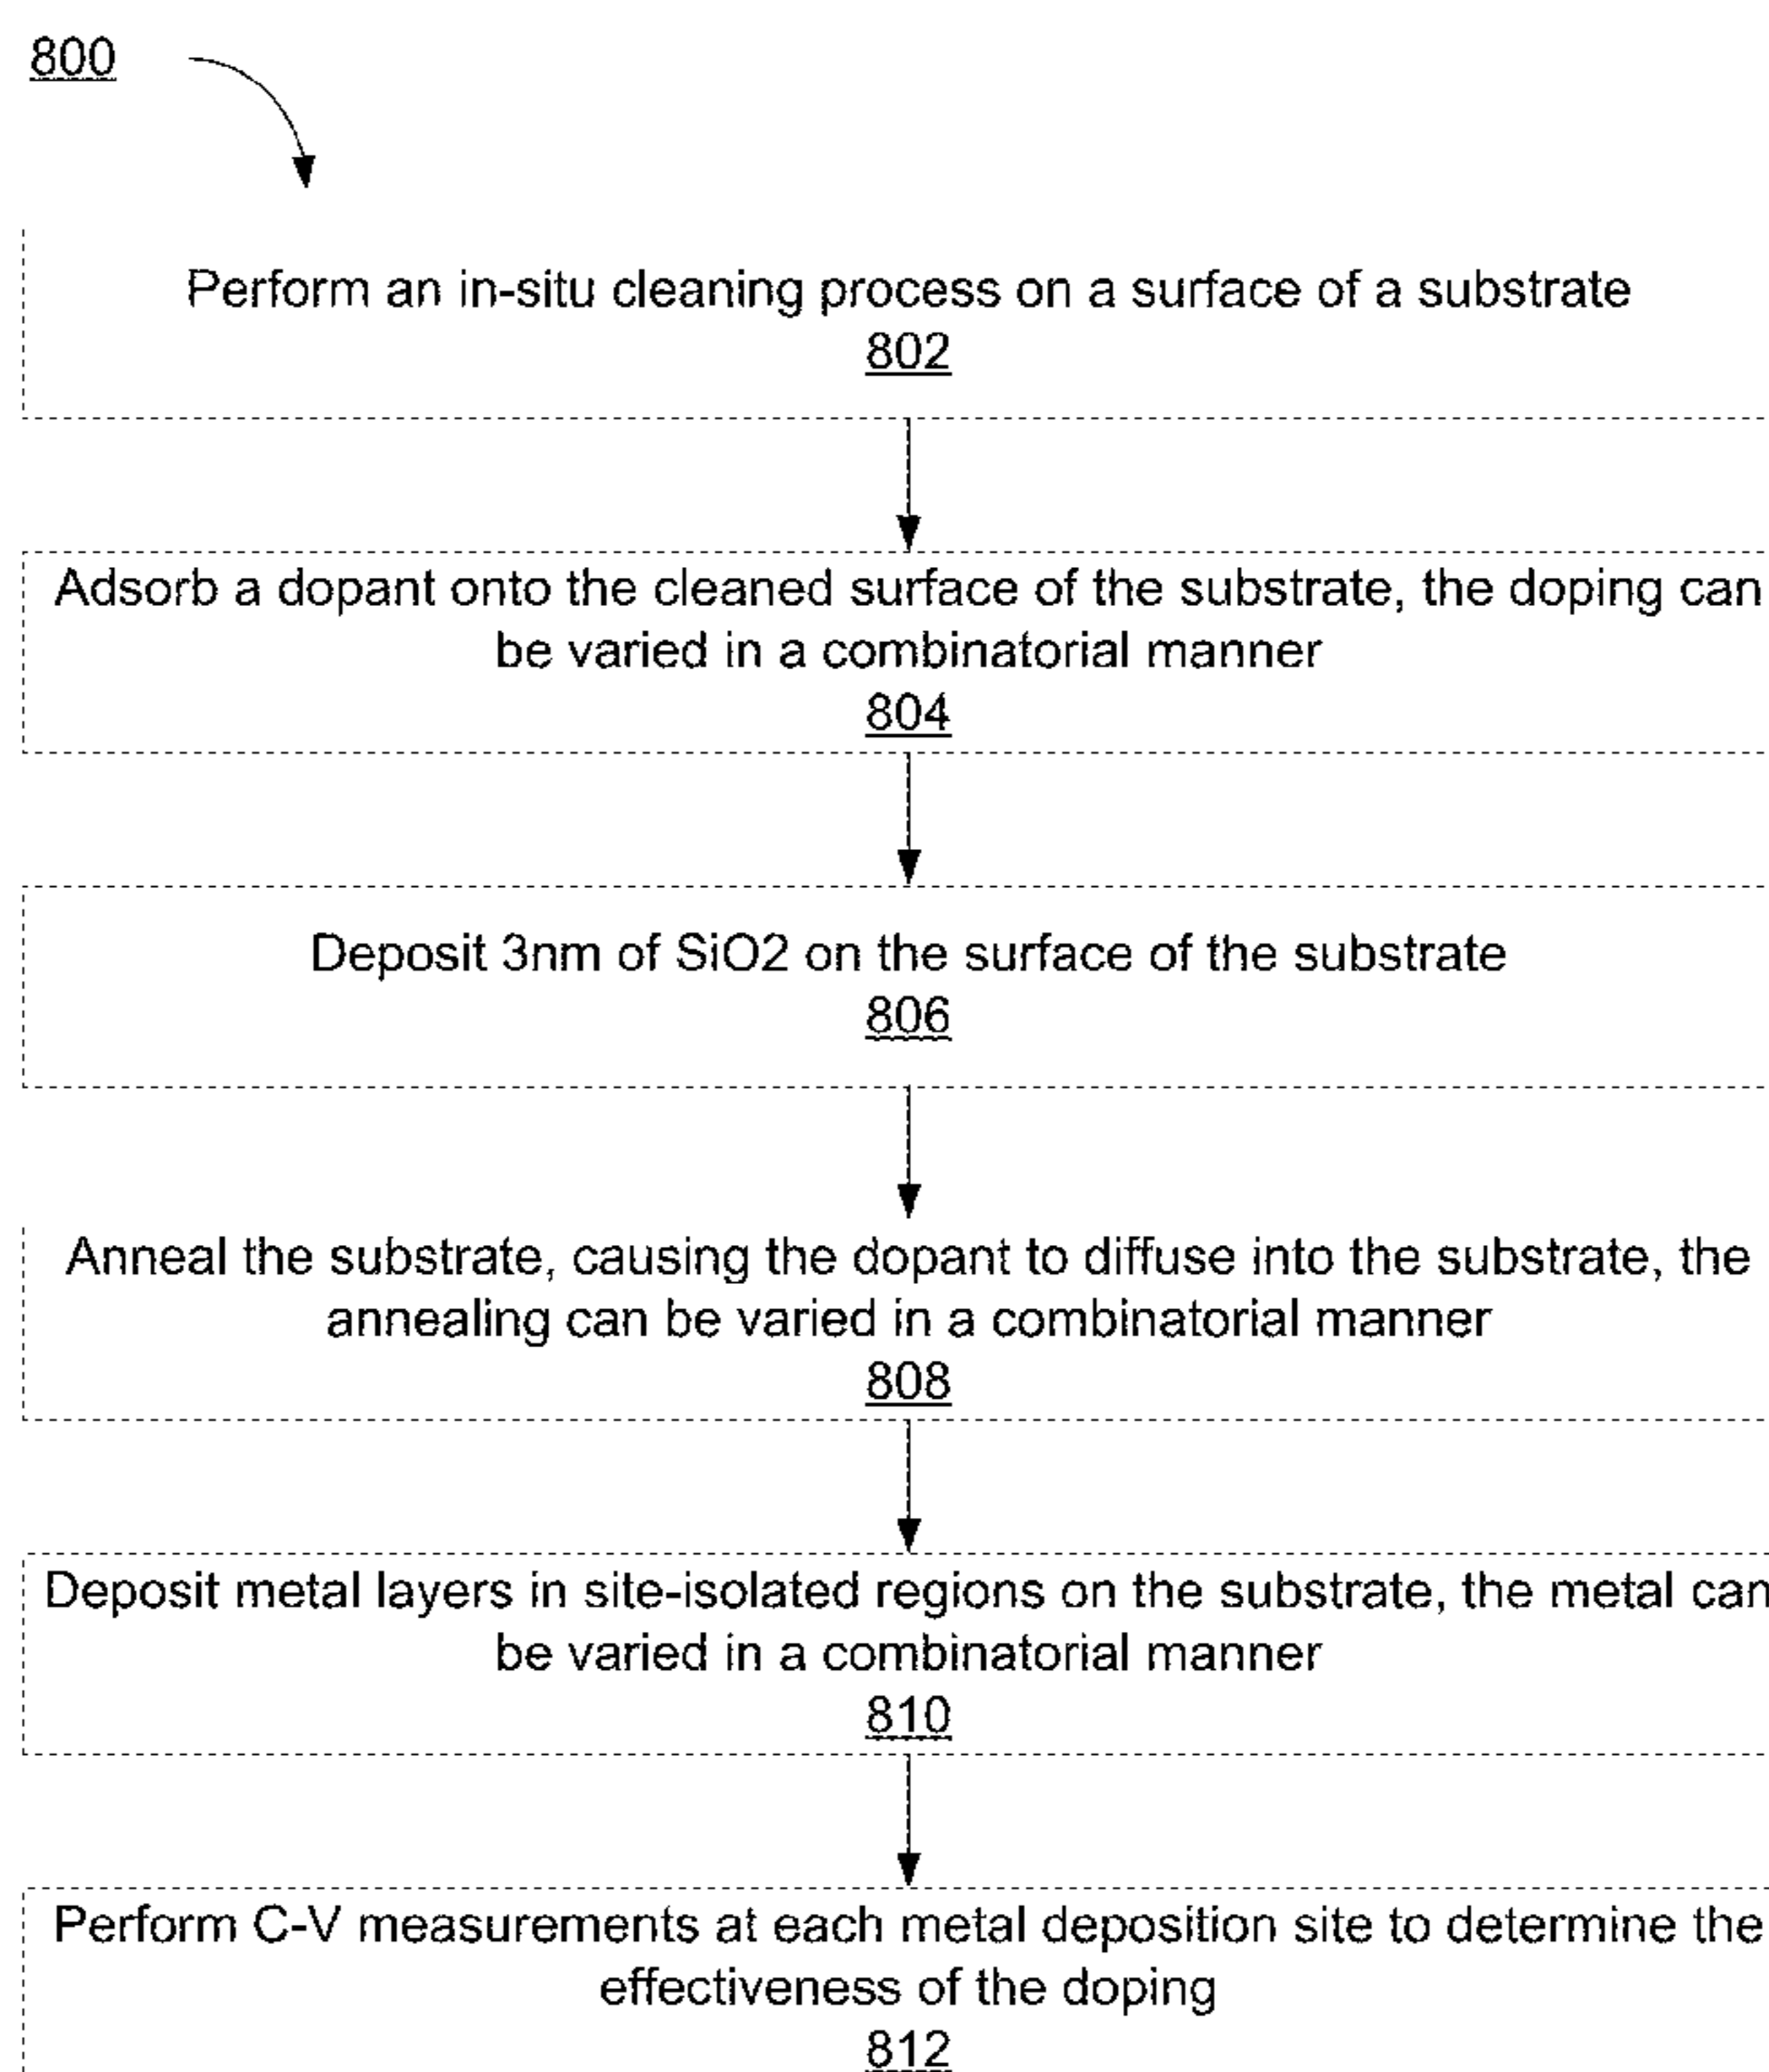 800
Perform an in-situ cleaning process on a surface of a substrate
802
Adsorb a dopant onto the cleaned surface of the substrate, the doping can
be varied in a combinatorial manner
804
Deposit 3nm of SiO2 on the surface of the substrate
806
Anneal the substrate, causing the dopant to diffuse into the substrate, the
annealing can be varied in a combinatorial manner
808
Deposit metal layers in site-isolated regions on the substrate, the metal can
be varied in a combinatorial manner
810
Perform C-V measurements at each metal deposition site to determine the
effectiveness of the doping
812